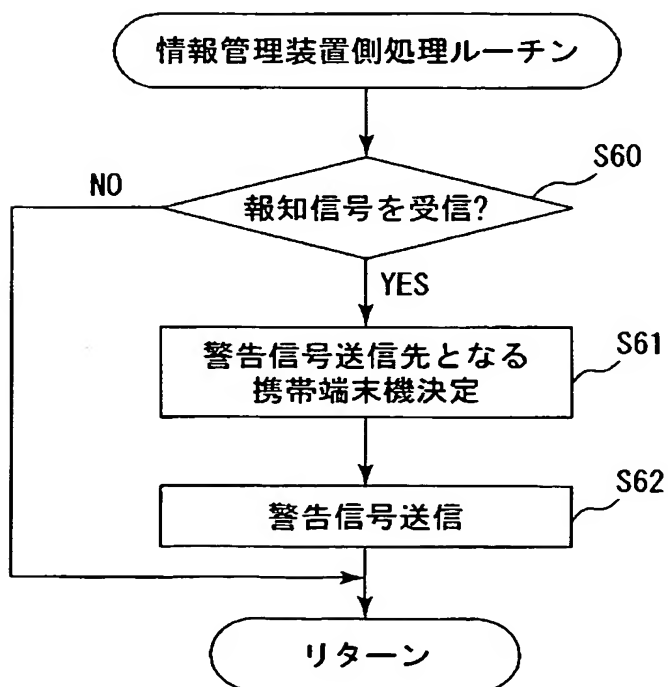 情報管理装置側処理ルーチン
S60
NO
報知信号を受信?
YES
警告信号送信先となる
携帯端末機決定
S61
S62
警告信号送信
リターン